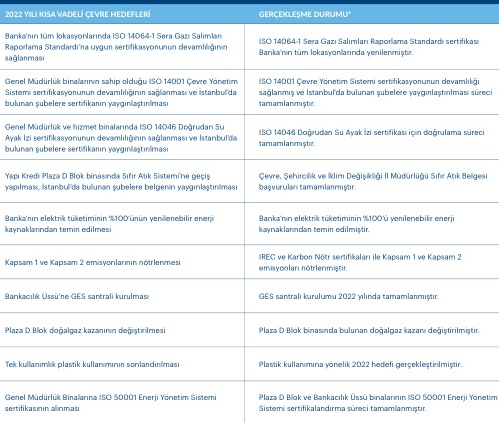 2022 YILI KISA VADELİ ÇEVRE HEDEFLERİ
GERÇEKLEŞME DURUMU*
Banka'nın tüm lokasyonlarında ISO 14064-1 Sera Gazı Salımları
Raporlama Standardı'na uygun sertifikasyonunun devamlılığının
sağlanması
ISO 14064-1 Sera Gazı Salımları Raporlama Standardı sertifikası
Banka'nın tüm lokasyonlarında yenilenmiştir.
Genel Müdürlük binalarının sahip olduğu ISO 14001 Çevre Yönetim
Sistemi sertifikasyonunun devamlılığının sağlanması ve İstanbul'da
bulunan şubelere sertifikanın yaygınlaştırılması
ISO 14001 Çevre Yönetim Sistemi sertifikasyonunun devamlılığı
sağlanmış ve İstanbul'da bulunan şubelere yaygınlaştırılması süreci
tamamlanmıştır.
Genel Müdürlük ve hizmet binalarında ISO 14046 Doğrudan Su
Ayak İzi sertifikasyonunun devamlılığının sağlanması ve İstanbul'da
bulunan şubelere sertifikanın yaygınlaştırılması
ISO 14046 Doğrudan Su Ayak İzi sertifikası için doğrulama süreci
tamamlanmıştır.
Yapı Kredi Plaza D Blok binasında Sıfır Atık Sistemi'ne geçiş
yapılması, İstanbul'da bulunan şubelere belgenin yaygınlaştırılması
Çevre, Şehircilik ve İklim Değişikliği İl Müdürlüğü Sıfır Atık Belgesi
başvuruları tamamlanmıştır.
Banka'nın elektrik tüketiminin %100'ünün yenilenebilir enerji
kaynaklarından temin edilmesi
Banka'nın elektrik tüketiminin %100'ü yenilenebilir enerji
kaynaklarından temin edilmiştir.
Kapsam 1 ve Kapsam 2 emisyonlarının nötrlenmesi
IREC ve Karbon Nötr sertifikaları ile Kapsam 1 ve Kapsam 2
emisyonları nötrlenmiştir.
Bankacılık Üssü'ne GES santrali kurulması
GES santrali kurulumu 2022 yılında tamamlanmıştır.
Plaza D Blok doğalgaz kazanının değiştirilmesi
Plaza D Blok binasında bulunan doğalgaz kazanı değiştirilmiştir.
Tek kullanımlık plastik kullanımının sonlandırılması
Plastik kullanımına yönelik 2022 hedefi gerçekleştirilmiştir.
Genel Müdürlük Binalarına ISO 50001 Enerji Yönetim Sistemi
sertifikasının alınması
Plaza D Blok ve Bankacılık Üssü binalarının ISO 50001 Enerji Yönetim
Sistemi sertifikalandırma süreci tamamlanmıştır.